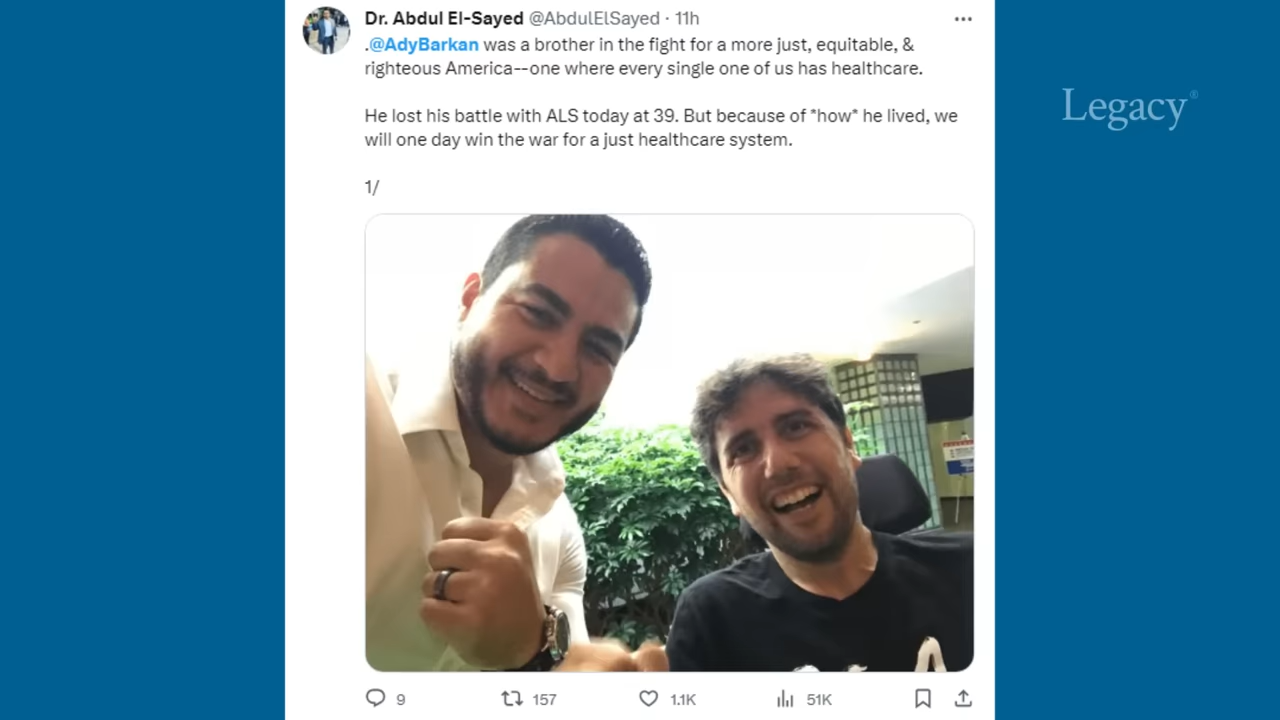 Dr. Abdul El-Sayed @AbdulElSayed · 11h
.@AdyBarkan was a brother in the fight for a more just, equitable, &
righteous America--one where every single one of us has healthcare.
He lost his battle with ALS today at 39. But because of *how* he lived, we
will one day win the war for a just healthcare system.
1/
Legacy®
9
157
1.1K
51K